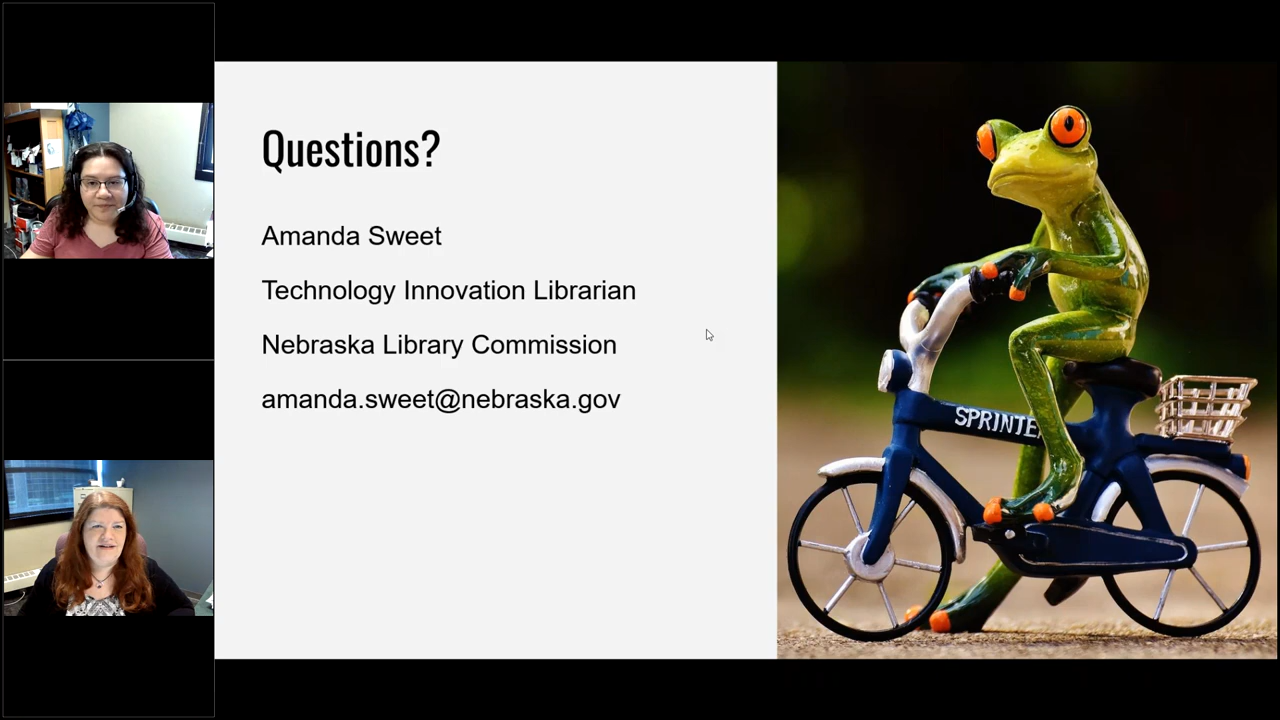 Questions?
Amanda Sweet
Technology Innovation Librarian
Nebraska Library Commission
amanda.sweet@nebraska.gov
SPRINTE